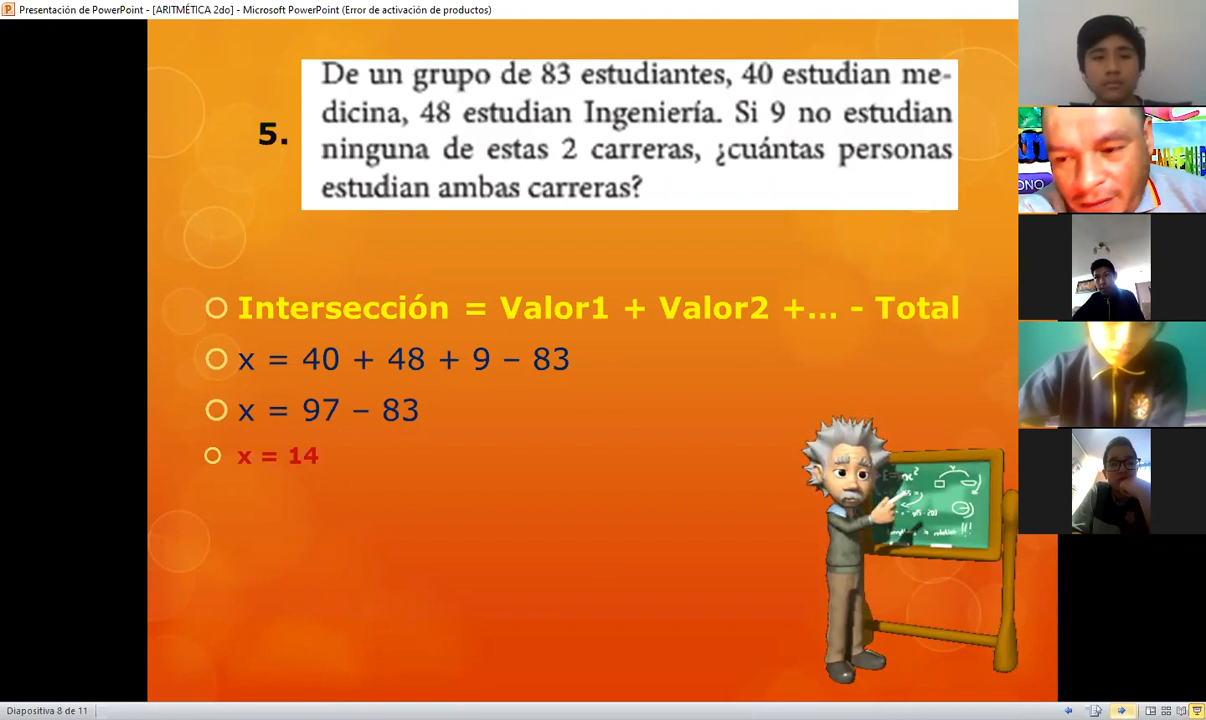 Presentación de PowerPoint - [ARITMÉTICA 2do] - Microsoft PowerPoint (Error de activación de productos)
De un grupo de 83 estudiantes, 40 estudian me-
dicina, 48 estudian Ingeniería. Si 9 no estudian
5. ninguna de estas 2 carreras, ¿cuántas personas
estudian ambas carreras?
Intersección = Valor1 + Valor2 +... - Total
x = 40 + 48 + 9 – 83
x = 97 – 83
x = 14
Diapositiva 8 de 11